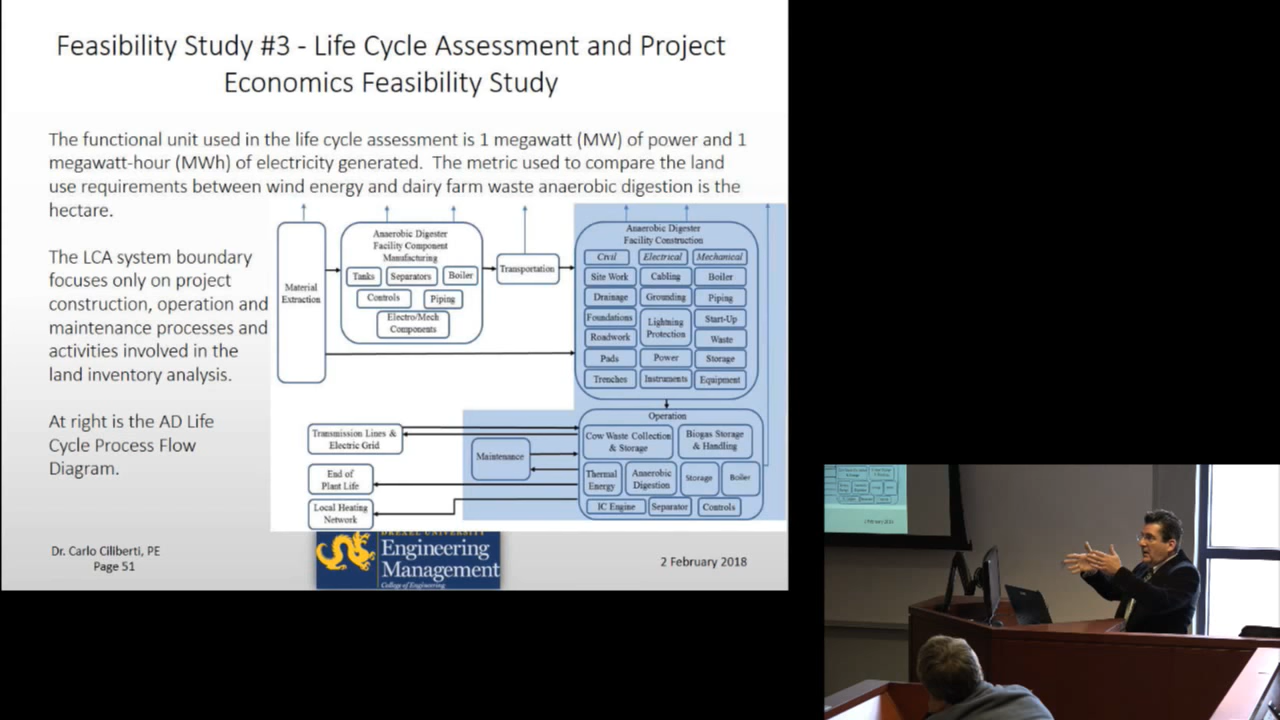 Feasibility Study #3 - Life Cycle Assessment and Project
Economics Feasibility Study
The functional unit used in the life cycle assessment is 1 megawatt (MW) of power and 1
megawatt-hour (MWh) of electricity generated. The metric used to compare the land
use requirements between wind energy and dairy farm waste anaerobic digestion is the
hectare.
The LCA system boundary
focuses only on project
construction, operation and
maintenance processes and
activities involved in the
land inventory analysis.
At right is the AD Life
Cycle Process Flow
Diagram.
Material
Extraction
Anaerobic Digester
Facility Component
Manufacturing
Tanks
Separators
Boiler
Controls
Piping
Electro/Mech
Components
Transportation
Anaerobic Digester
Facility Construction
Civil
Electrical
Mechanical
Site Work
Cabling
Boiler
Drainage
Grounding
Piping
Foundations
Lightning
Protection
Start-Up
Roadwork
Waste
Pads
Power
Storage
Trenches
Instruments
Equipment
Operation
Cow Waste Collection
& Storage
Biogas Storage
& Handling
Thermal
Energy
Anaerobic
Digestion
Storage
Boiler
IC Engine
Separator
Controls
Maintenance
Transmission Lines &
Electric Grid
End of
Plant Life
Local Heating
Network
Dr. Carlo Ciliberti, PE
Page 51
DREXEL UNIVERSITY
Engineering
Management
College of Engineering
2 February 2018